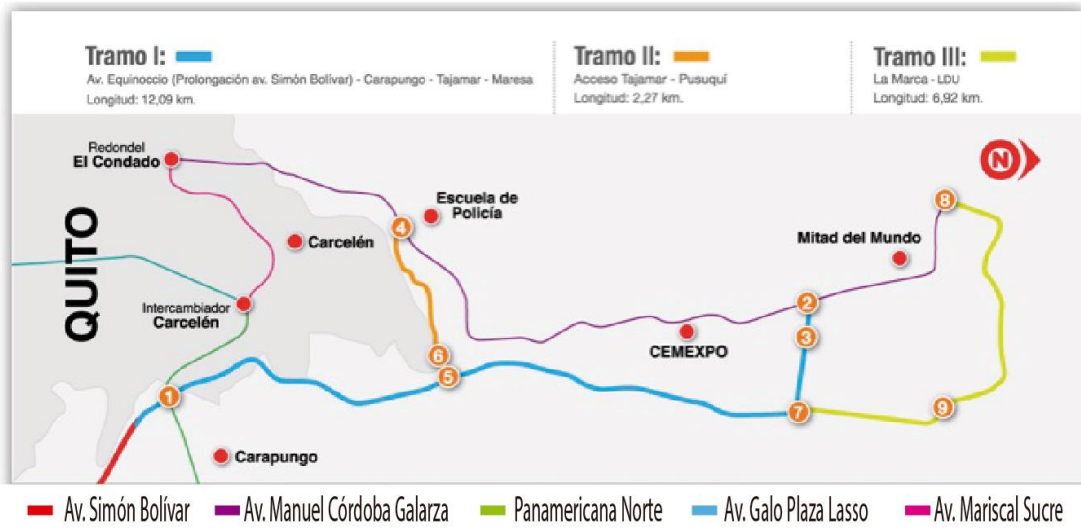 Tramo I:
Av. Equinoccio (Prolongación av. Simón Bolívar) - Carapungo - Tajamar - Maresa
Longitud: 12,09 km.
Tramo II:
Acceso Tajamar - Pusuquí
Longitud: 2,27 km.
Tramo III:
La Marca - LDU
Longitud: 6,92 km.
Redondel
El Condado
QUITO
Carcelén
Intercambiador
Carcelén
Carapungo
Escuela de
Policía
CEMEXPO
Mitad del Mundo
N
1
2
3
4
5
6
7
8
9
Av. Simón Bolívar
Av. Manuel Córdoba Galarza
Panamericana Norte
Av. Galo Plaza Lasso
Av. Mariscal Sucre